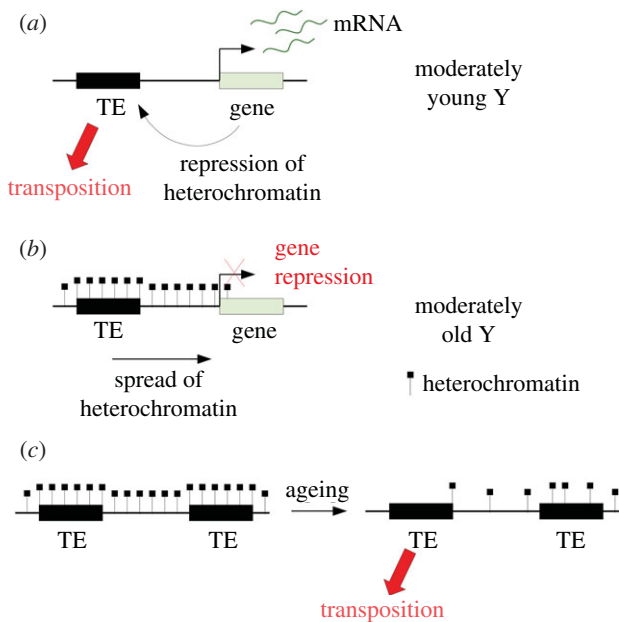 (a)
mRNA
TE
gene
moderately
young Y
transposition
repression of
heterochromatin
(b)
gene
repression
TE
gene
moderately
old Y
spread of
heterochromatin
heterochromatin
(c)
ageing
TE
TE
TE
TE
transposition